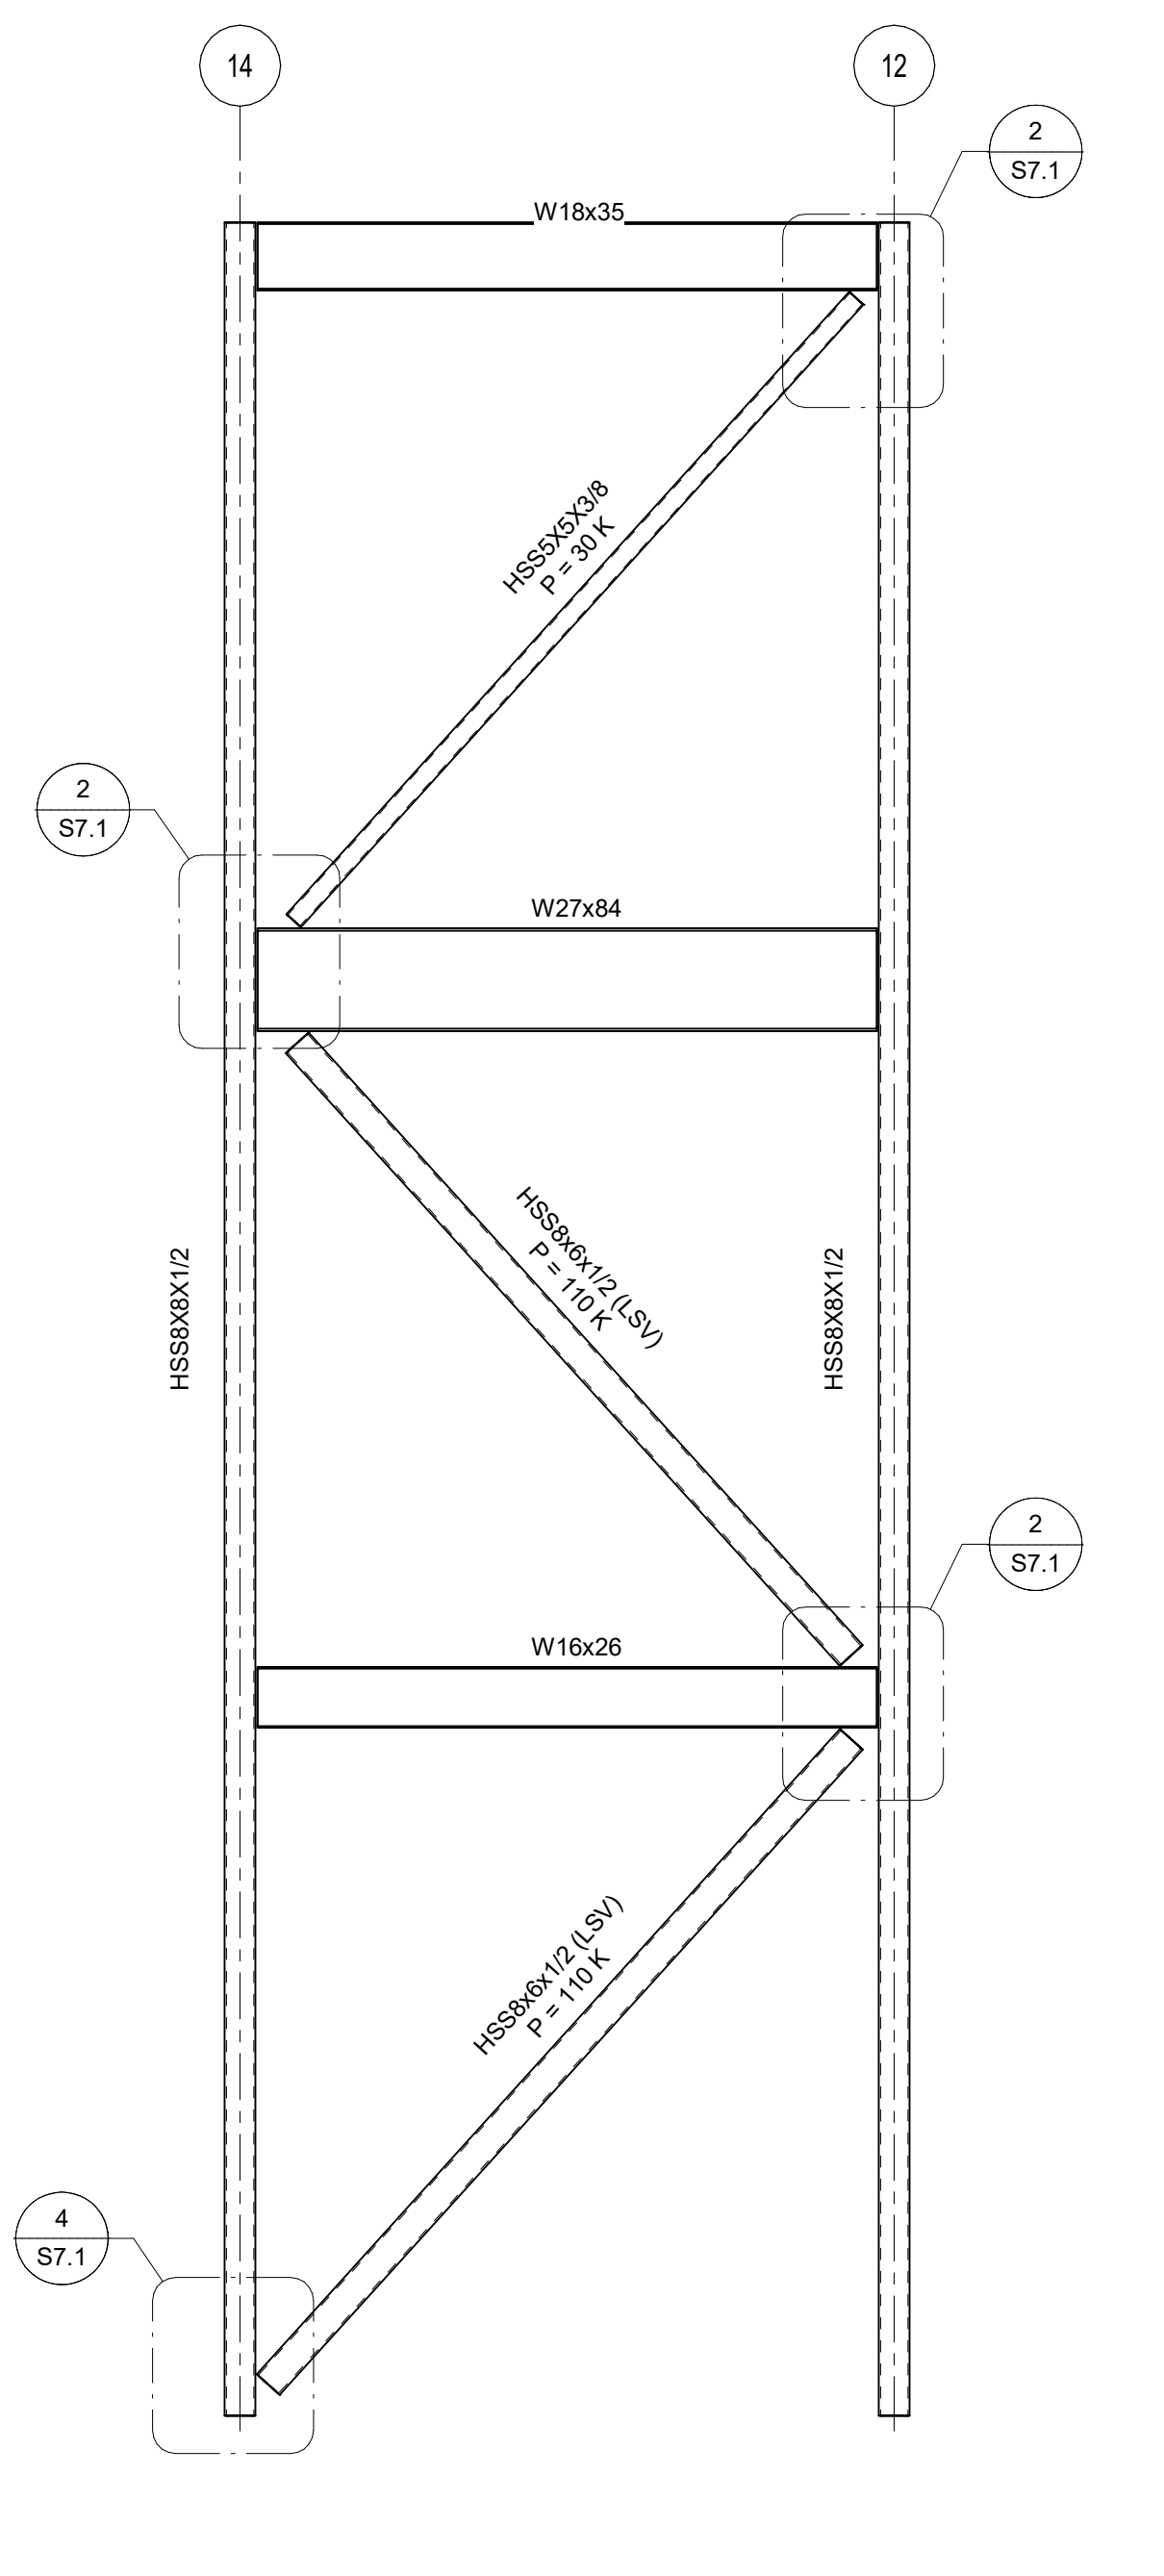 14
12
2
S7.1
W18x35
HSS5X5X3/8
P = 30 K
2
S7.1
W27x84
HSS8x6x1/2 (LSV)
P = 110 K
HSS8X8X1/2
HSS8X8X1/2
2
S7.1
W16x26
HSS8x6x1/2 (LSV)
P = 110 K
4
S7.1